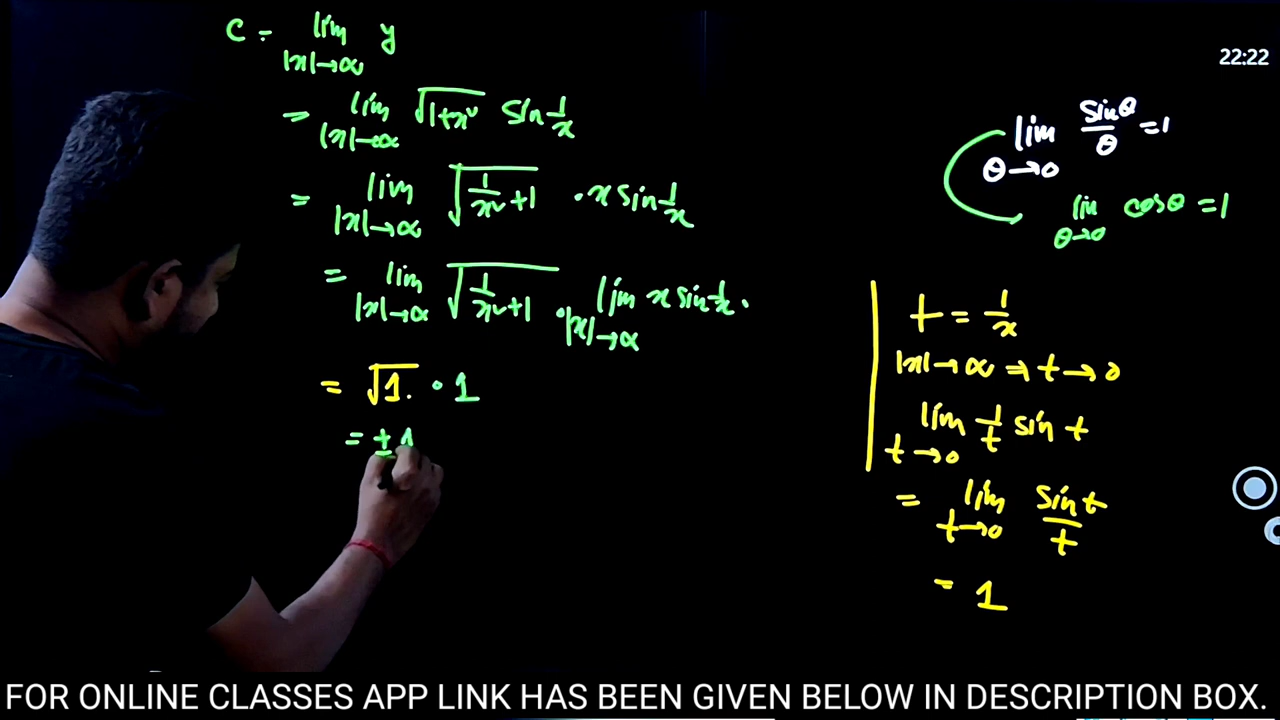 C = lim y
|x|→∞
= lim √1+x² sin 1/x
|x|→∞
= lim √1/x²+1 · x sin 1/x
|x|→∞
= lim √1/x²+1 · lim x sin 1/x .
|x|→∞ |x|→∞
= √1. · 1
= ± 1
22:22
lim sinθ/θ = 1
θ→0
lim cosθ = 1
θ→0
t = 1/x
|x|→∞ ⇒ t→0
lim 1/t sin t
t→0
= lim sin t/t
t→0
= 1
FOR ONLINE CLASSES APP LINK HAS BEEN GIVEN BELOW IN DESCRIPTION BOX.